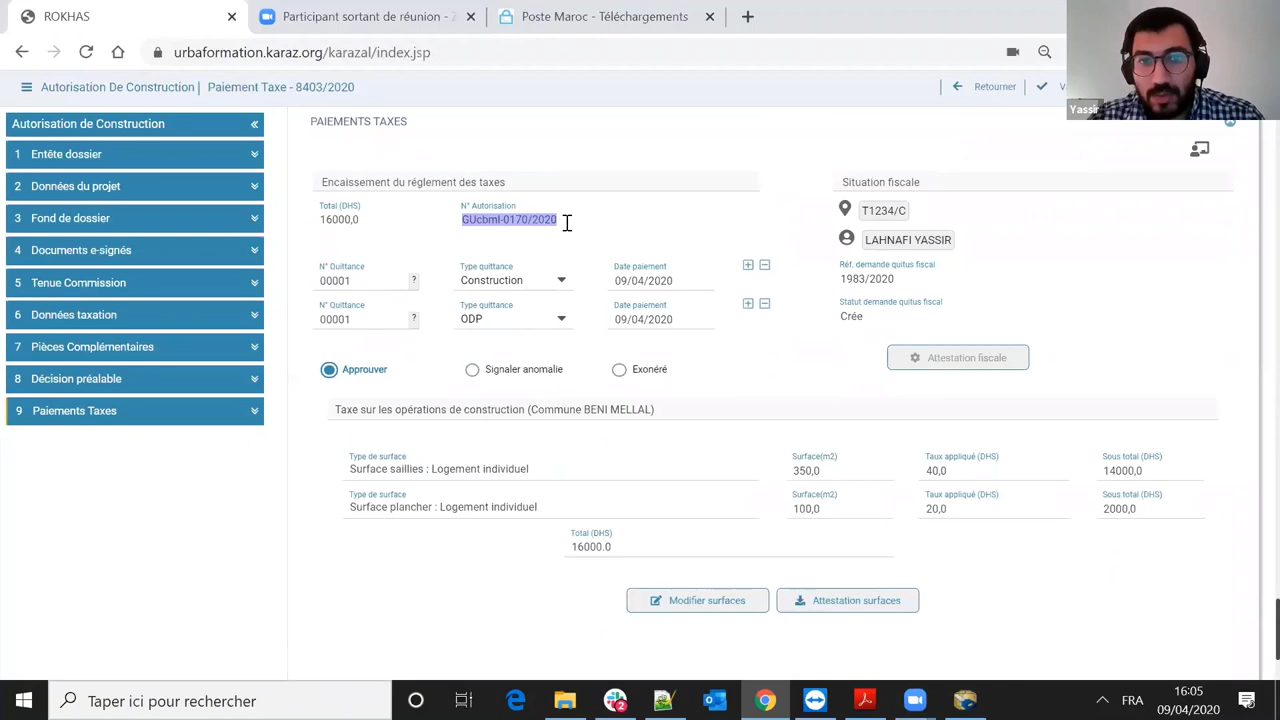 ROKHAS
Participant sortant de réunion - Z
Poste Maroc - Téléchargements
urbaformation.karaz.org/karazal/index.jsp
Autorisation De Construction | Paiement Taxe - 8403/2020
Retourner
Yassir
Autorisation de Construction
1 Entête dossier
2 Données du projet
3 Fond de dossier
4 Documents e-signés
5 Tenue Commission
6 Données taxation
7 Pièces Complémentaires
8 Décision préalable
9 Paiements Taxes
PAIEMENTS TAXES
Encaissement du réglement des taxes
Situation fiscale
Total (DHS)
N° Autorisation
16000,0
GUcbml-0170/2020
T1234/C
LAHNAFI YASSIR
N° Quittance
Type quittance
Date paiement
Réf. demande quitus fiscal
00001 ?
Construction
09/04/2020
1983/2020
N° Quittance
Type quittance
Date paiement
Statut demande quitus fiscal
00001 ?
ODP
09/04/2020
Crée
Approuver
Signaler anomalie
Exonéré
Attestation fiscale
Taxe sur les opérations de construction (Commune BENI MELLAL)
Type de surface
Surface(m2)
Taux appliqué (DHS)
Sous total (DHS)
Surface saillies : Logement individuel
350,0
40,0
14000,0
Type de surface
Surface(m2)
Taux appliqué (DHS)
Sous total (DHS)
Surface plancher : Logement individuel
100,0
20,0
2000,0
Total (DHS)
16000.0
Modifier surfaces
Attestation surfaces
Taper ici pour rechercher
2
FRA
16:05
09/04/2020